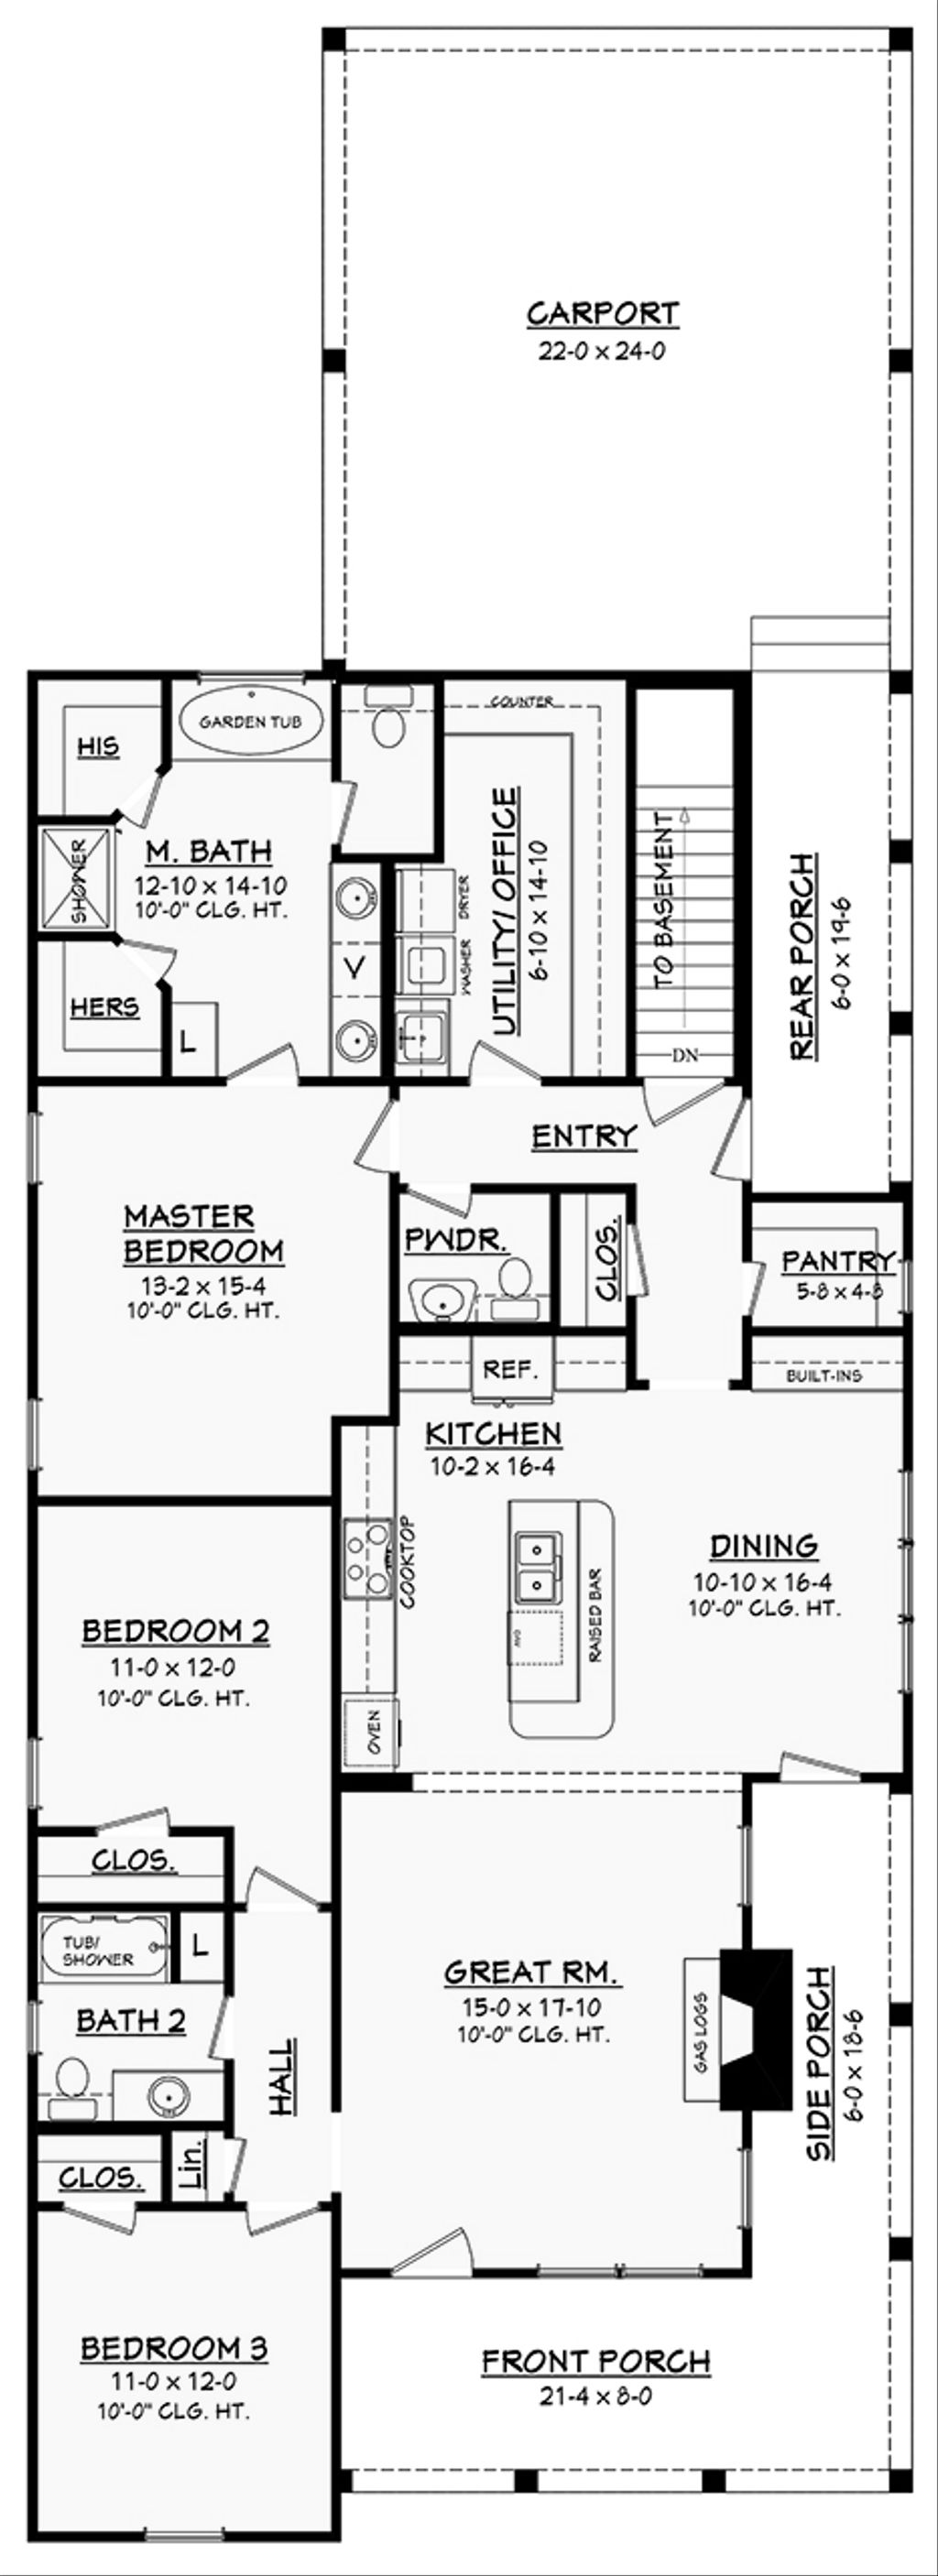 CARPORT
22-0 x 24-0
HIS
GARDEN TUB
COUNTER
SHOWER
M. BATH
12-10 x 14-10
10'-0" CLG. HT.
DRYER
WASHER
UTILITY/OFFICE
6-10 x 14-10
TO BASEMENT
DN
REAR PORCH
6-0 x 19-6
V
HERS
L
ENTRY
MASTER
BEDROOM
13-2 x 15-4
10'-0" CLG. HT.
PWDR.
CLOS.
PANTRY
5-8 x 4-8
REF.
BUILT-INS
KITCHEN
10-2 x 16-4
COOKTOP
OVEN
RAISED BAR
DINING
10-10 x 16-4
10'-0" CLG. HT.
BEDROOM 2
11-0 x 12-0
10'-0" CLG. HT.
CLOS.
TUB/
SHOWER
L
BATH 2
HALL
GREAT RM.
15-0 x 17-10
10'-0" CLG. HT.
GAS LOGS
SIDE PORCH
6-0 x 18-6
CLOS.
Lin.
BEDROOM 3
11-0 x 12-0
10'-0" CLG. HT.
FRONT PORCH
21-4 x 8-0